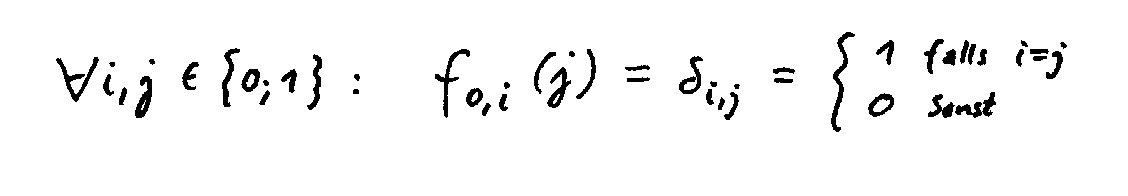 ∀i,j ∈ {0;1} : f₀,ᵢ (j) = δᵢ,ⱼ = { 1 falls i=j
0 sonst